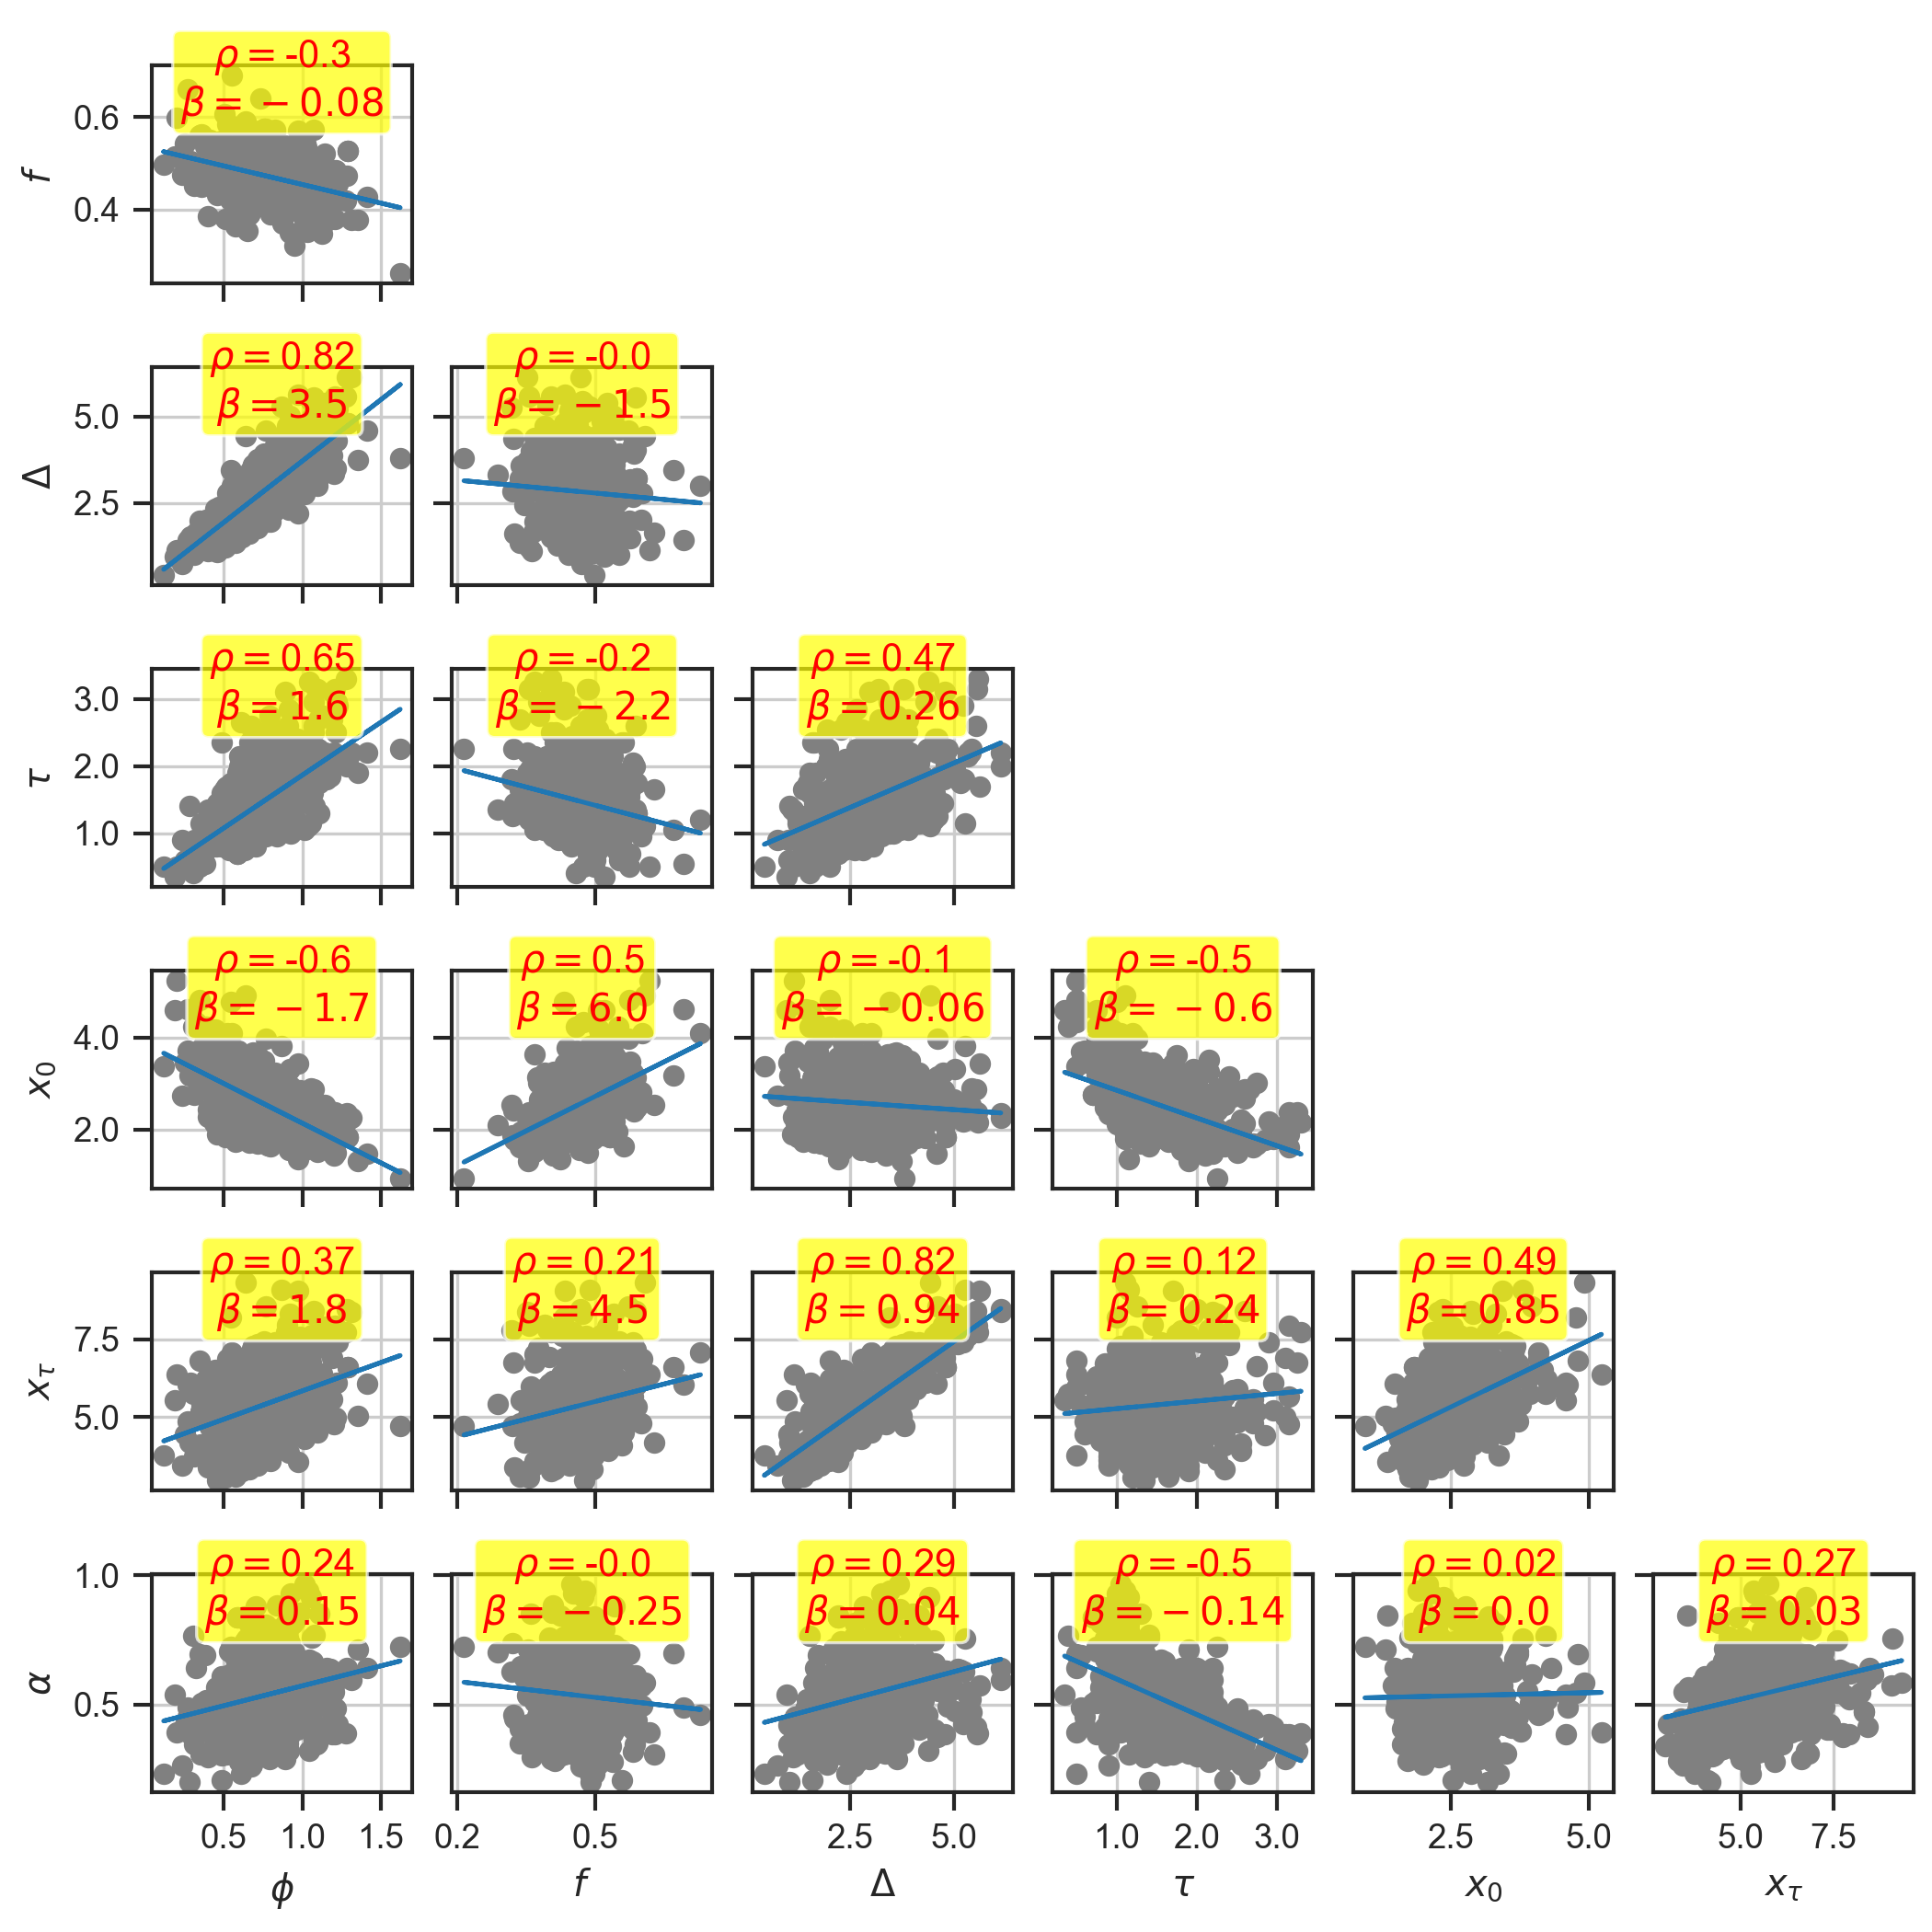 ρ = -0.3
β = − 0.08
0.6
0.4
f
ρ = 0.82
β = 3.5
ρ = -0.0
β = − 1.5
5.0
2.5
Δ
ρ = 0.65
β = 1.6
ρ = -0.2
β = − 2.2
ρ = 0.47
β = 0.26
3.0
2.0
1.0
τ
ρ = -0.6
β = − 1.7
ρ = 0.5
β = 6.0
ρ = -0.1
β = − 0.06
ρ = -0.5
β = − 0.6
4.0
2.0
x₀
ρ = 0.37
β = 1.8
ρ = 0.21
β = 4.5
ρ = 0.82
β = 0.94
ρ = 0.12
β = 0.24
ρ = 0.49
β = 0.85
7.5
5.0
x_τ
ρ = 0.24
β = 0.15
ρ = -0.0
β = − 0.25
ρ = 0.29
β = 0.04
ρ = -0.5
β = − 0.14
ρ = 0.02
β = 0.0
ρ = 0.27
β = 0.03
1.0
0.5
α
0.5 1.0 1.5
0.2 0.5
2.5 5.0
1.0 2.0 3.0
2.5 5.0
5.0 7.5
ϕ
f
Δ
τ
x₀
x_τ